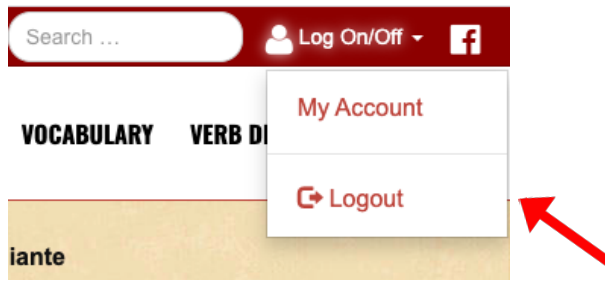 Search ...
Log On/Off
My Account
VOCABULARY VERB DI
Logout
iante